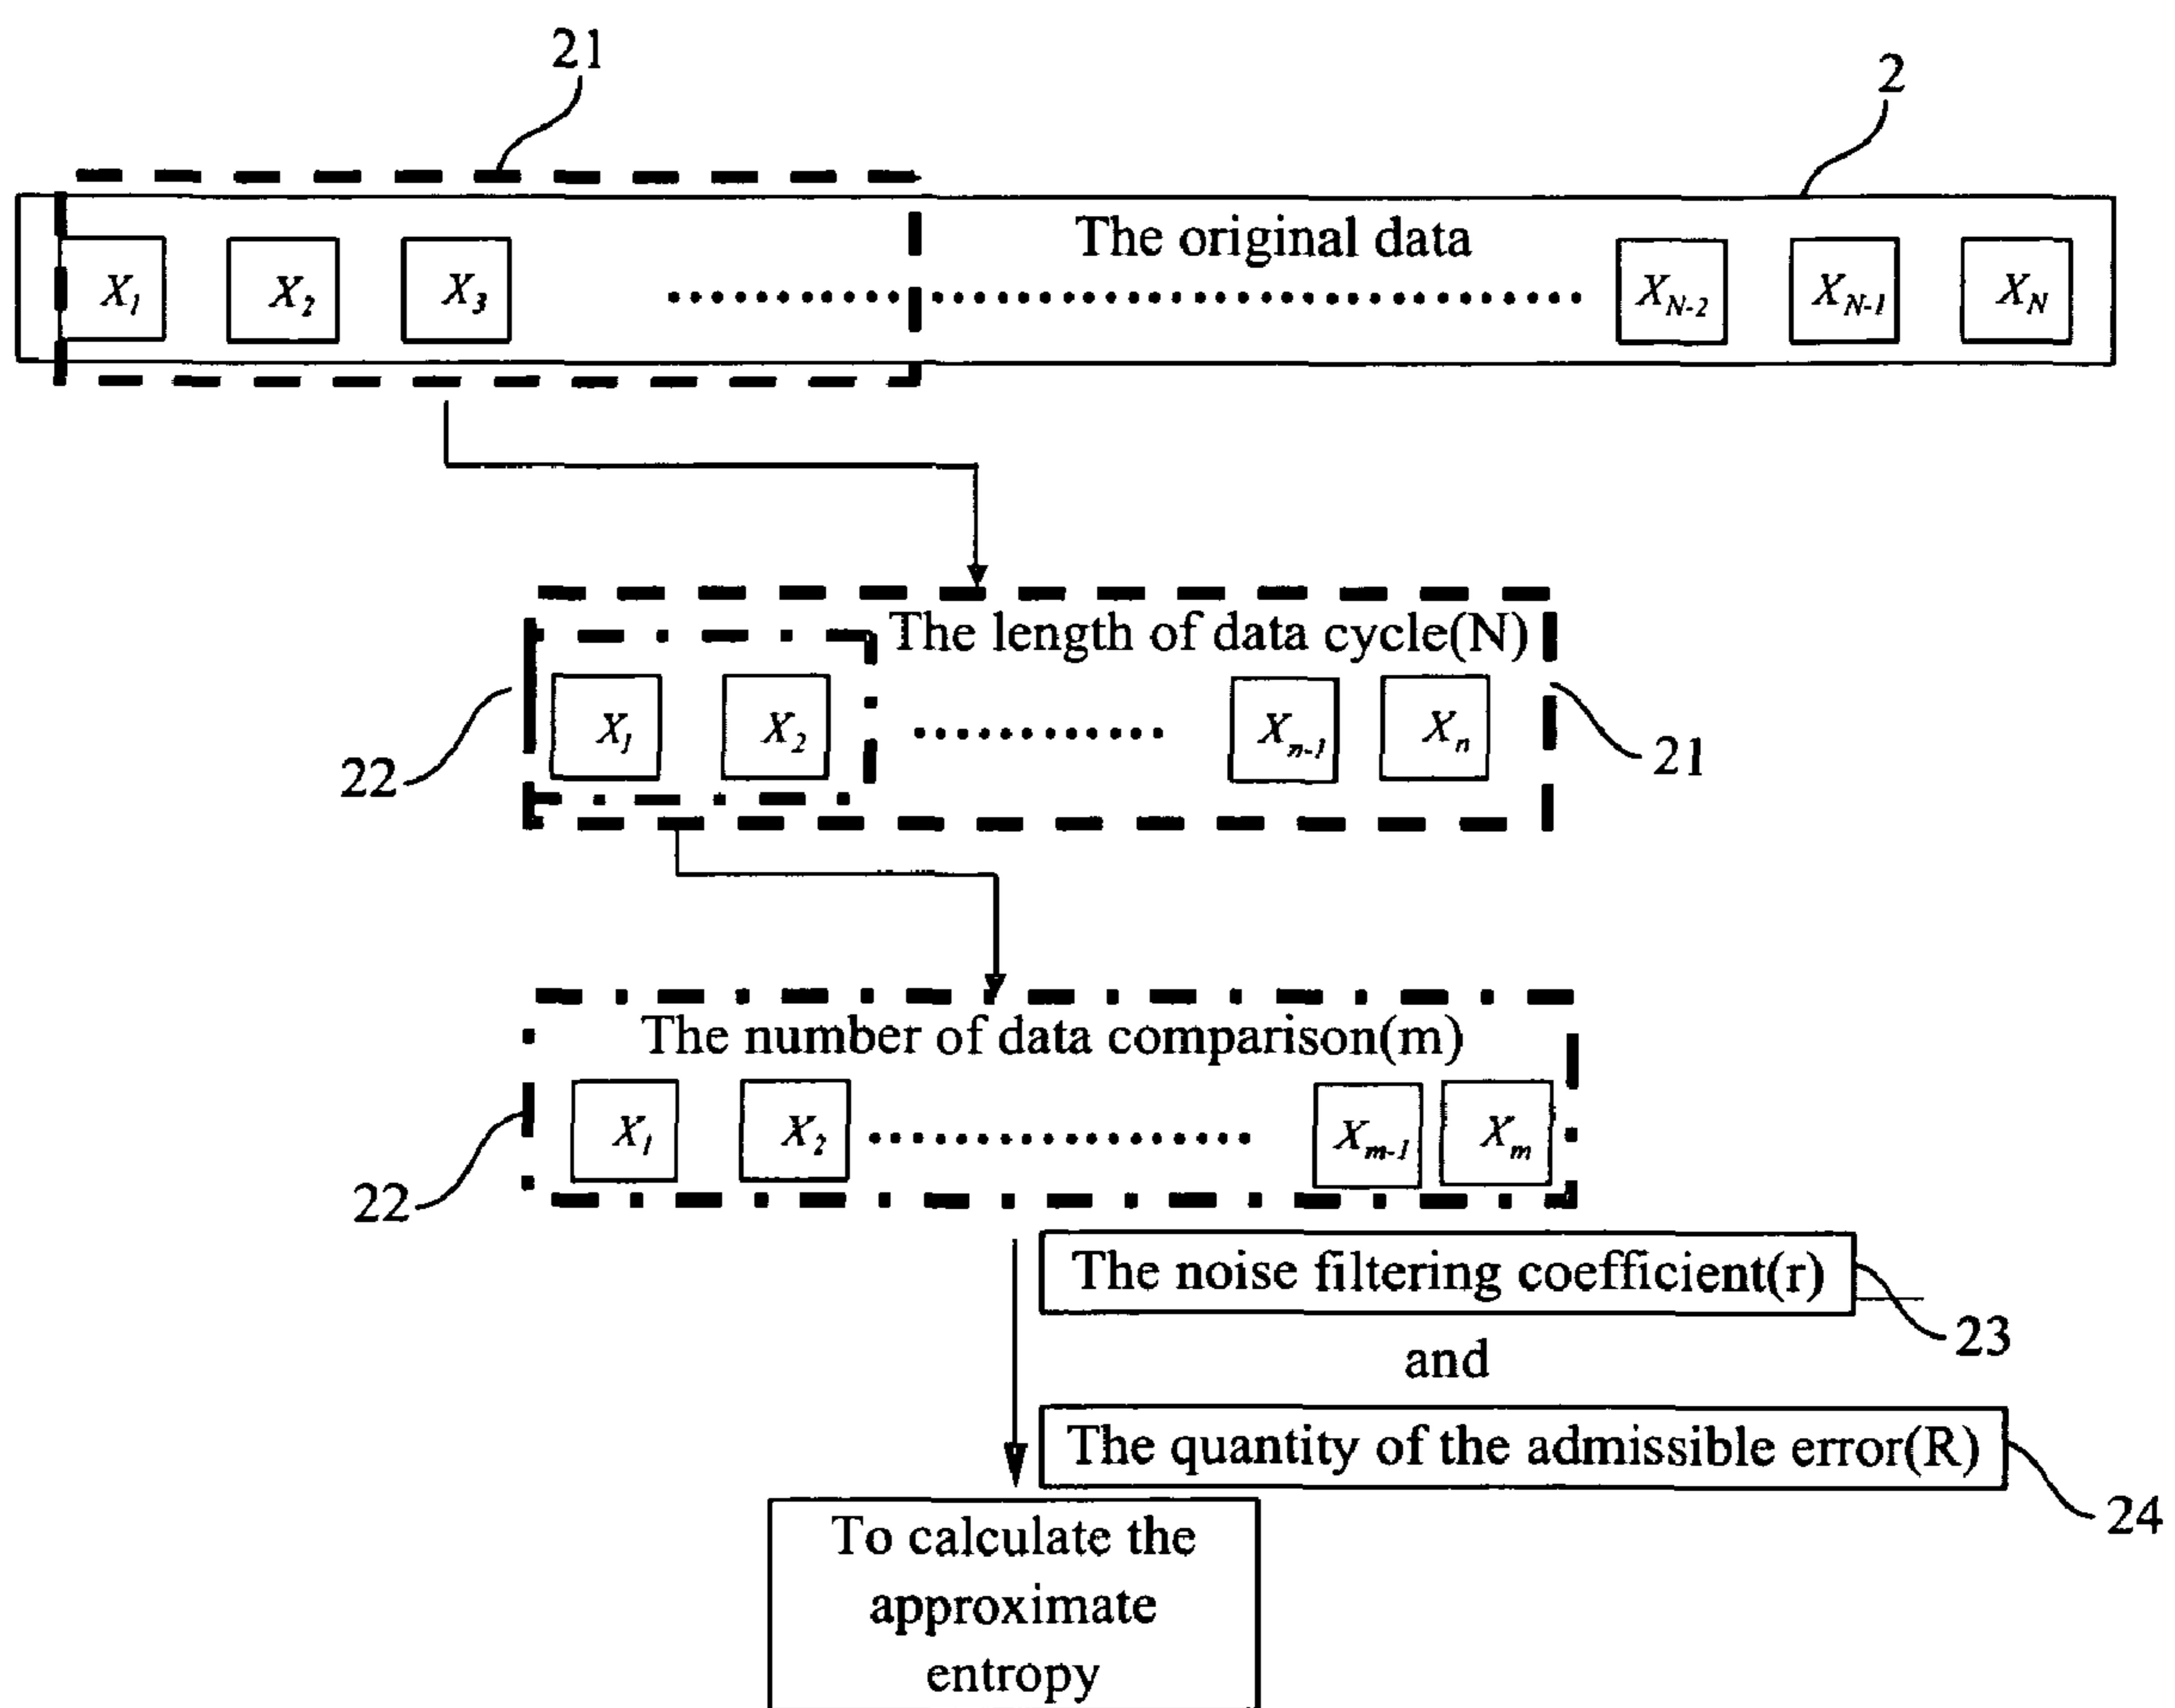 21
2
The original data
X1 X2 X3 XN-2 XN-1 XN
The length of data cycle(N)
X1 X2 Xn-1 Xn
22
21
The number of data comparison(m)
X1 X2 Xm-1 Xm
22
The noise filtering coefficient(r)
23
and
The quantity of the admissible error(R)
24
To calculate the
approximate
entropy